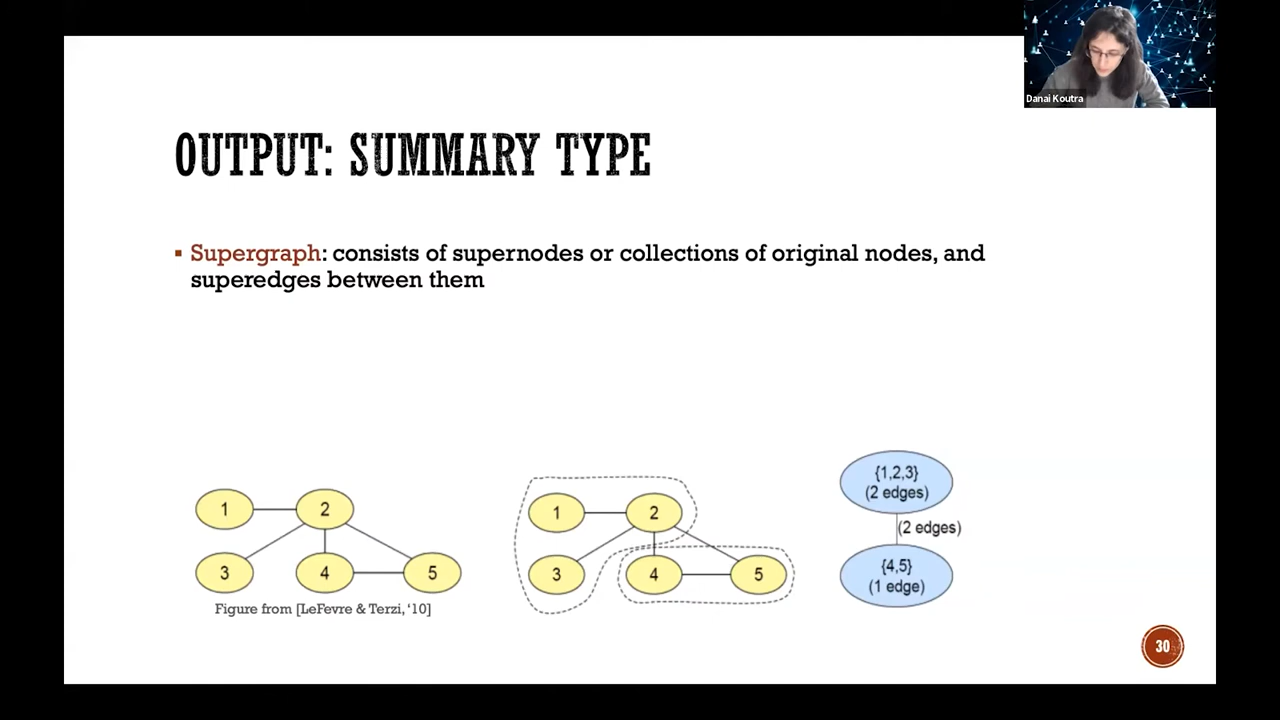 Danai Koutra
OUTPUT: SUMMARY TYPE
▪ Supergraph: consists of supernodes or collections of original nodes, and
superedges between them
1 2
3 4 5
Figure from [LeFevre & Terzi, ‘10]
1 2
3 4 5
{1,2,3}
(2 edges)
(2 edges)
{4,5}
(1 edge)
30